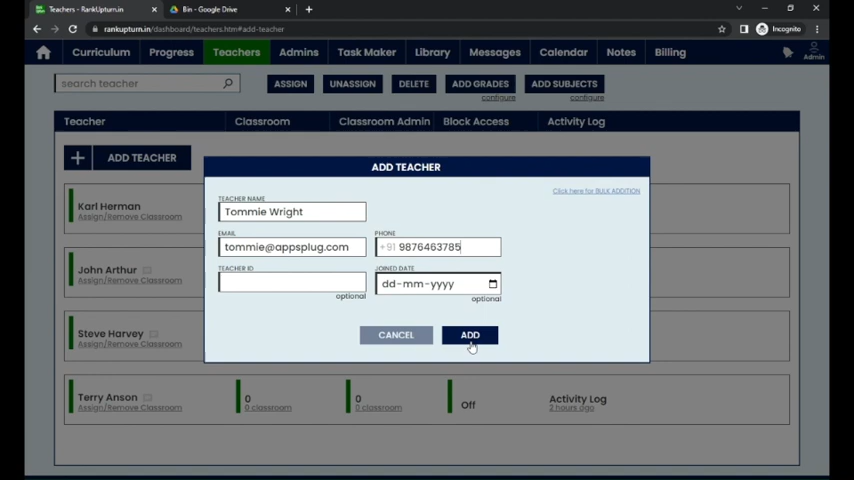 Teachers - RankUpturn.in
Bin - Google Drive
rankupturn.in/dashboard/teachers.htm#add-teacher
Incognito
Curriculum Progress Teachers Admins Task Maker Library Messages Calendar Notes Billing
Admin
search teacher
ASSIGN UNASSIGN DELETE ADD GRADES ADD SUBJECTS
configure configure
Teacher Classroom Classroom Admin Block Access Activity Log
+ ADD TEACHER
ADD TEACHER
Click here for BULK ADDITION
TEACHER NAME
Tommie Wright
EMAIL PHONE
tommie@appsplug.com +91 9876463785
TEACHER ID JOINED DATE
dd-mm-yyyy
optional optional
CANCEL ADD
Karl Herman
Assign/Remove Classroom
John Arthur
Assign/Remove Classroom
Steve Harvey
Assign/Remove Classroom
Terry Anson 0 0 Off Activity Log
Assign/Remove Classroom 0 classroom 0 classroom 2 hours ago